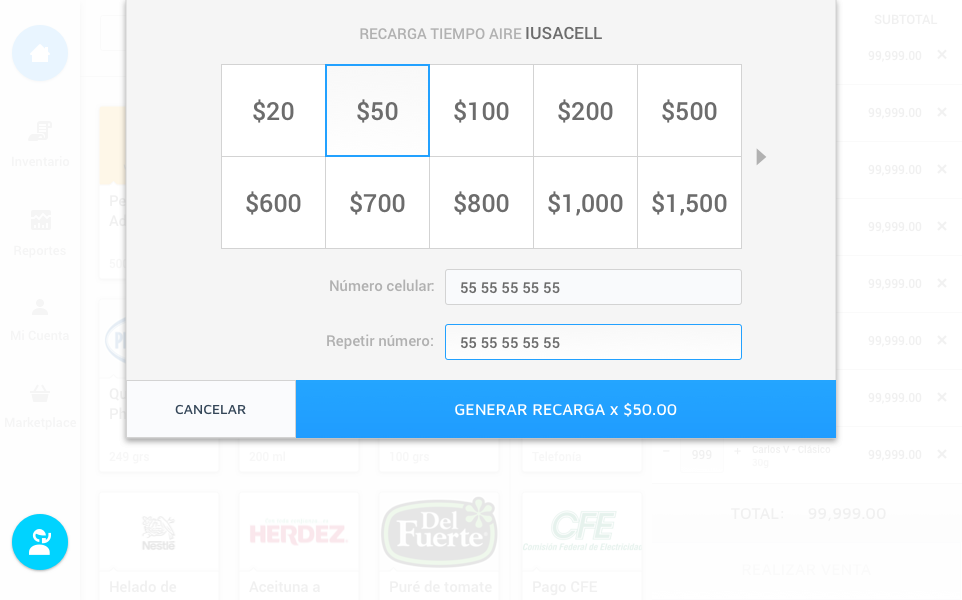 RECARGA TIEMPO AIRE IUSACELL
$20 $50 $100 $200 $500
$600 $700 $800 $1,000 $1,500
Número celular: 55 55 55 55 55
Repetir número: 55 55 55 55 55
CANCELAR
GENERAR RECARGA x $50.00
Inventario
Reportes
Mi Cuenta
Marketplace
249 grs
200 ml
190 grs
Telefonía
Nestlé
HERDEZ
Del Fuerte
CFE
Comisión Federal de Electricidad
Helado de
Aceituna a
Puré de tomate
Pago CFE
SUBTOTAL
99,999.00 ×
99,999.00 ×
99,999.00 ×
99,999.00 ×
99,999.00 ×
99,999.00 ×
99,999.00 ×
- 999 + Carlos V - Clásico 99,999.00 ×
TOTAL: 99,999.00
REALIZAR VENTA